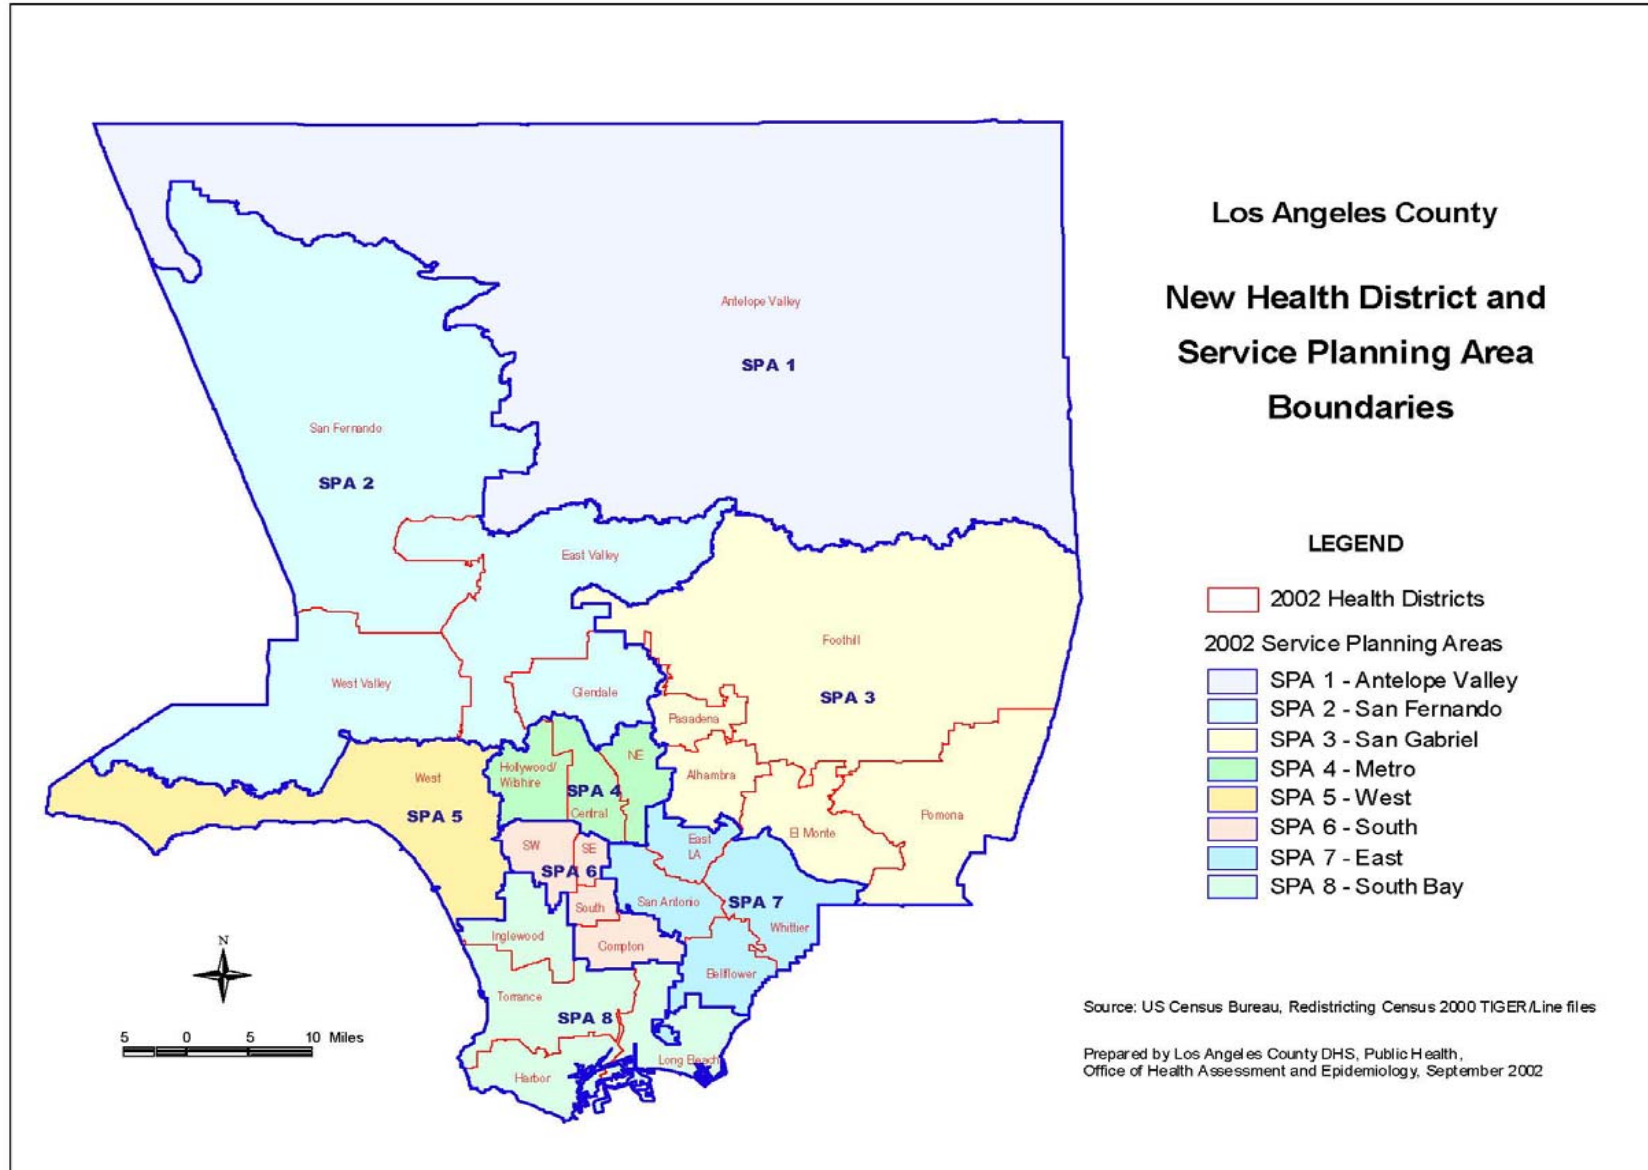 Los Angeles County
New Health District and
Service Planning Area
Boundaries
Antelope Valley
SPA 1
San Fernando
SPA 2
East Valley
Foothill
SPA 3
West Valley
Glendale
Pasadena
NE
Alhambra
Hollywood/
Wilshire
SPA 4
Central
West
SPA 5
Pomona
El Monte
East
LA
SW
SE
SPA 6
South
San Antonio
SPA 7
Whittier
Inglewood
Compton
Bellflower
Torrance
SPA 8
Long Beach
Harbor
LEGEND
2002 Health Districts
2002 Service Planning Areas
SPA 1 - Antelope Valley
SPA 2 - San Fernando
SPA 3 - San Gabriel
SPA 4 - Metro
SPA 5 - West
SPA 6 - South
SPA 7 - East
SPA 8 - South Bay
N
5 0 5 10 Miles
Source: US Census Bureau, Redistricting Census 2000 TIGER/Line files
Prepared by Los Angeles County DHS, Public Health,
Office of Health Assessment and Epidemiology, September 2002